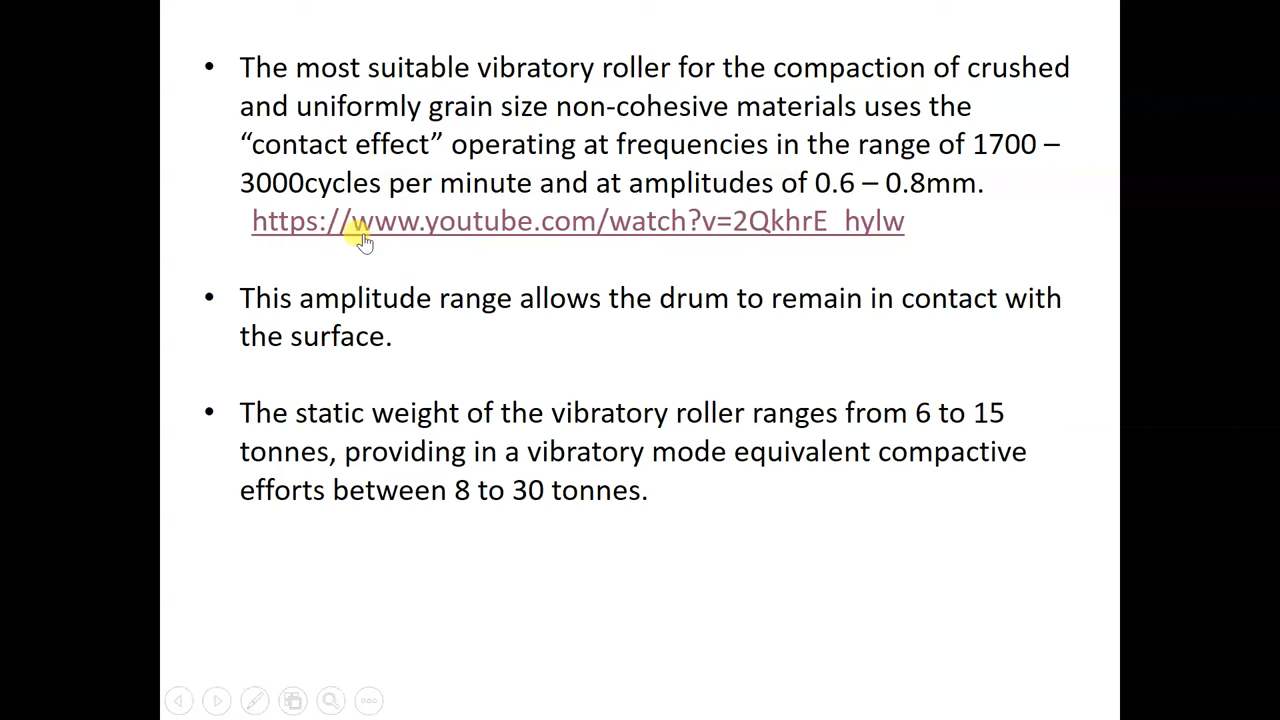 • The most suitable vibratory roller for the compaction of crushed
and uniformly grain size non-cohesive materials uses the
“contact effect” operating at frequencies in the range of 1700 –
3000cycles per minute and at amplitudes of 0.6 – 0.8mm.
https://www.youtube.com/watch?v=2QkhrE_hylw
• This amplitude range allows the drum to remain in contact with
the surface.
• The static weight of the vibratory roller ranges from 6 to 15
tonnes, providing in a vibratory mode equivalent compactive
efforts between 8 to 30 tonnes.